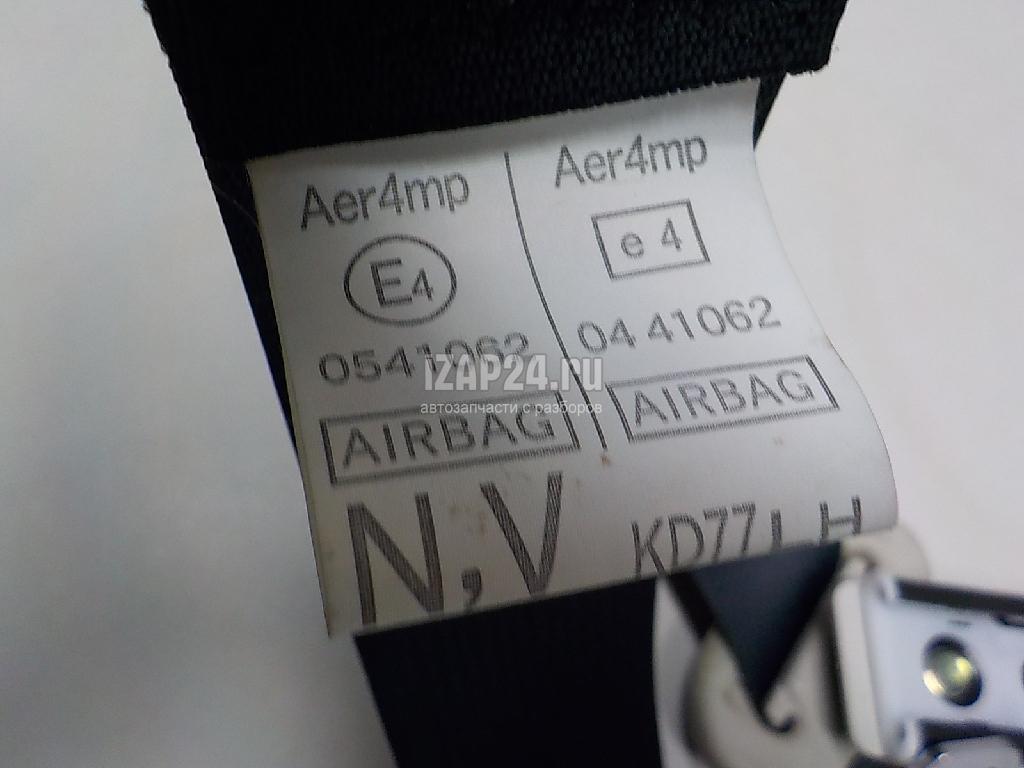 Aer4mp
E4
0541062
AIRBAG
Aer4mp
e 4
04 41062
AIRBAG
N,V
KD77 LH
IZAP24.ru
автозапчасти с разборов